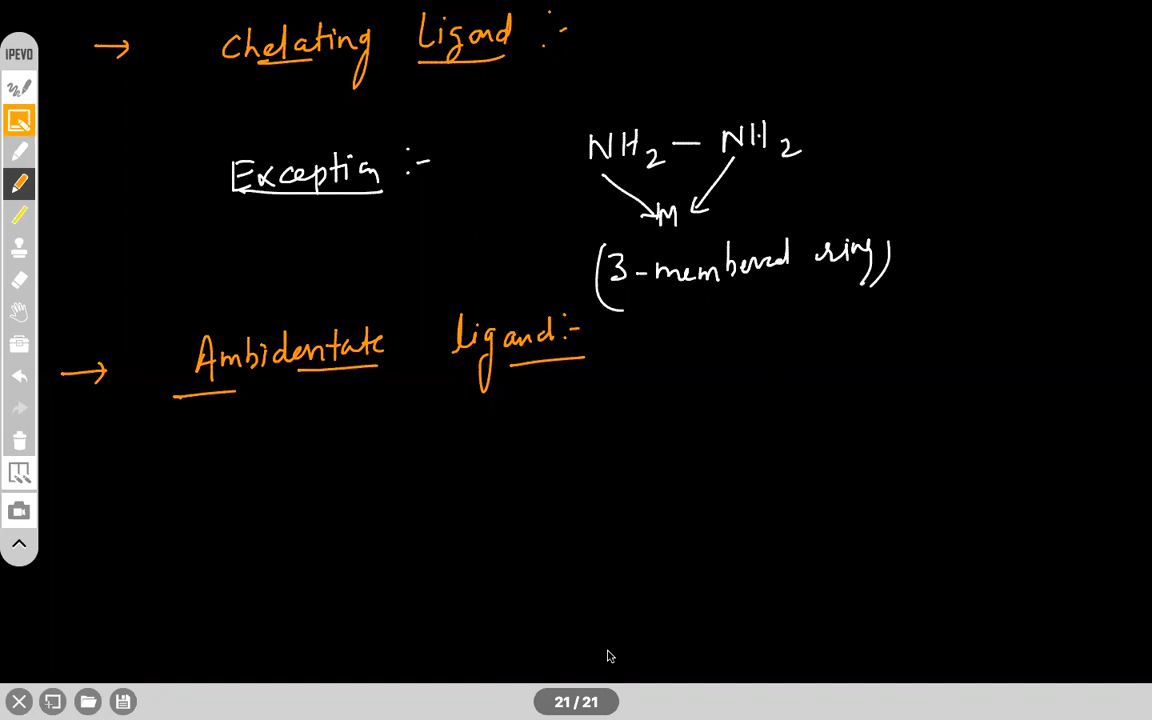 IPEVO
→ Chelating Ligand :-
Exception :-
NH2 — NH2
M
(3-membered ring)
→ Ambidentate ligand:-
21 / 21